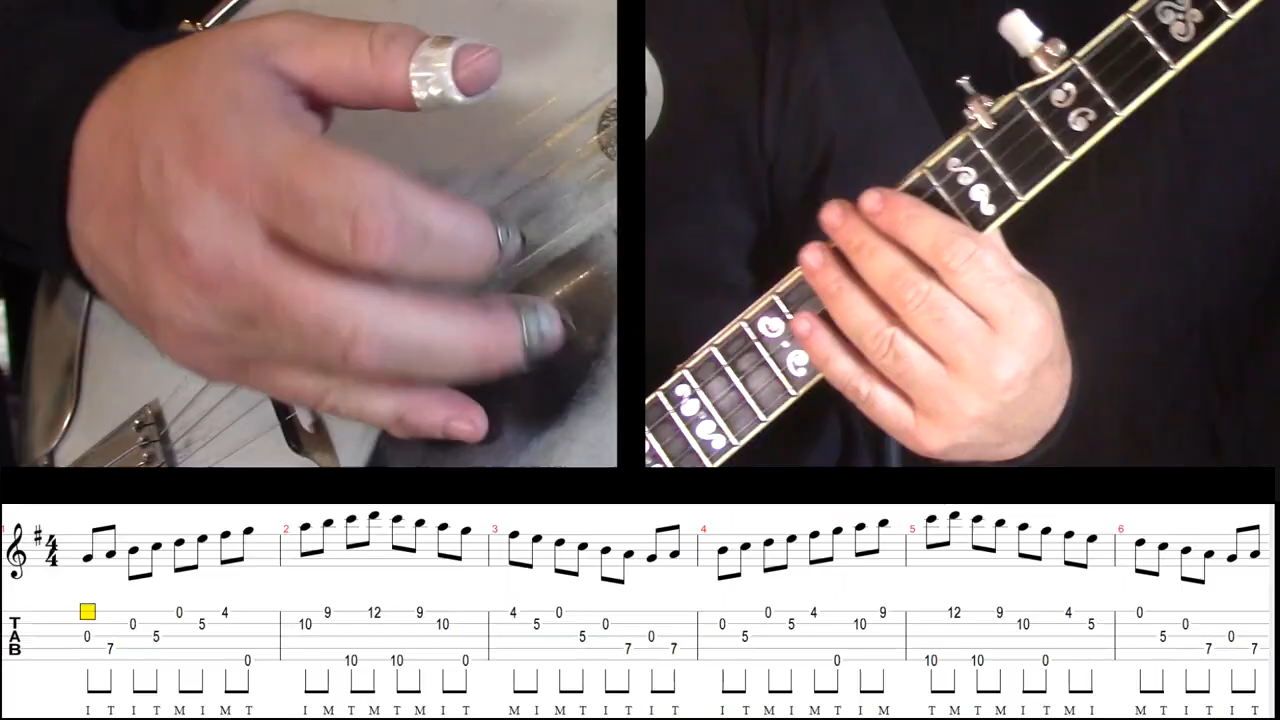 1 2 3 4 5 6
4
4
0 4 9 12 9 4 0 0 4 9 12 9 4 0
T 0 5 10 10 5 0 0 5 10 10 5 0
A 0 5 5 0 5 5 0
B 7 7 7 7 7
0 10 10 0 0 10 10 0
I T I T M I M T I M T M T M I T M I M T I T I T I T M I M T I M T M T M I T M I M T I T I T